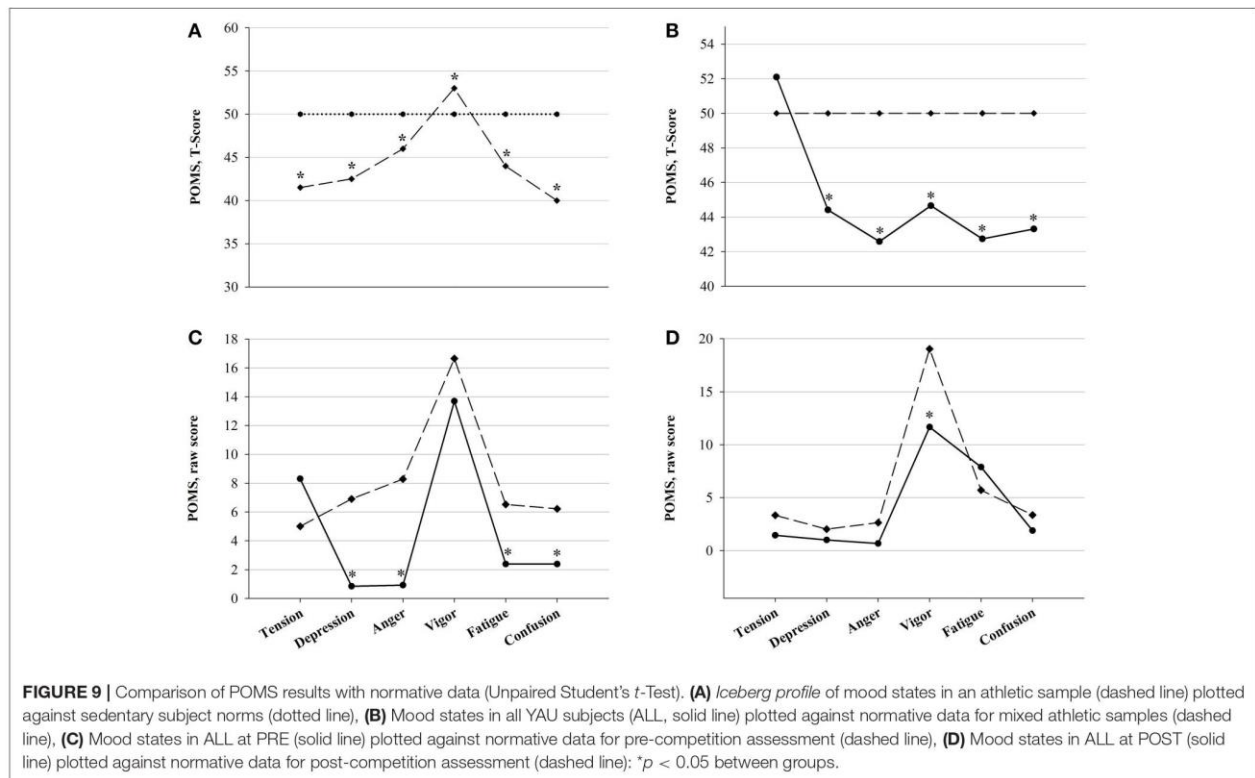 A
60
55
50
45
40
35
30
POMS, T-Score
*
*
*
*
*
*
B
54
52
50
48
46
44
42
40
POMS, T-Score
*
*
*
*
*
C
18
16
14
12
10
8
6
4
2
0
POMS, raw score
*
*
*
*
Tension
Depression
Anger
Vigor
Fatigue
Confusion
D
20
15
10
5
0
POMS, raw score
*
Tension
Depression
Anger
Vigor
Fatigue
Confusion
FIGURE 9 | Comparison of POMS results with normative data (Unpaired Student's t-Test). (A) Iceberg profile of mood states in an athletic sample (dashed line) plotted
against sedentary subject norms (dotted line), (B) Mood states in all YAU subjects (ALL, solid line) plotted against normative data for mixed athletic samples (dashed
line), (C) Mood states in ALL at PRE (solid line) plotted against normative data for pre-competition assessment (dashed line), (D) Mood states in ALL at POST (solid
line) plotted against normative data for post-competition assessment (dashed line): *p < 0.05 between groups.